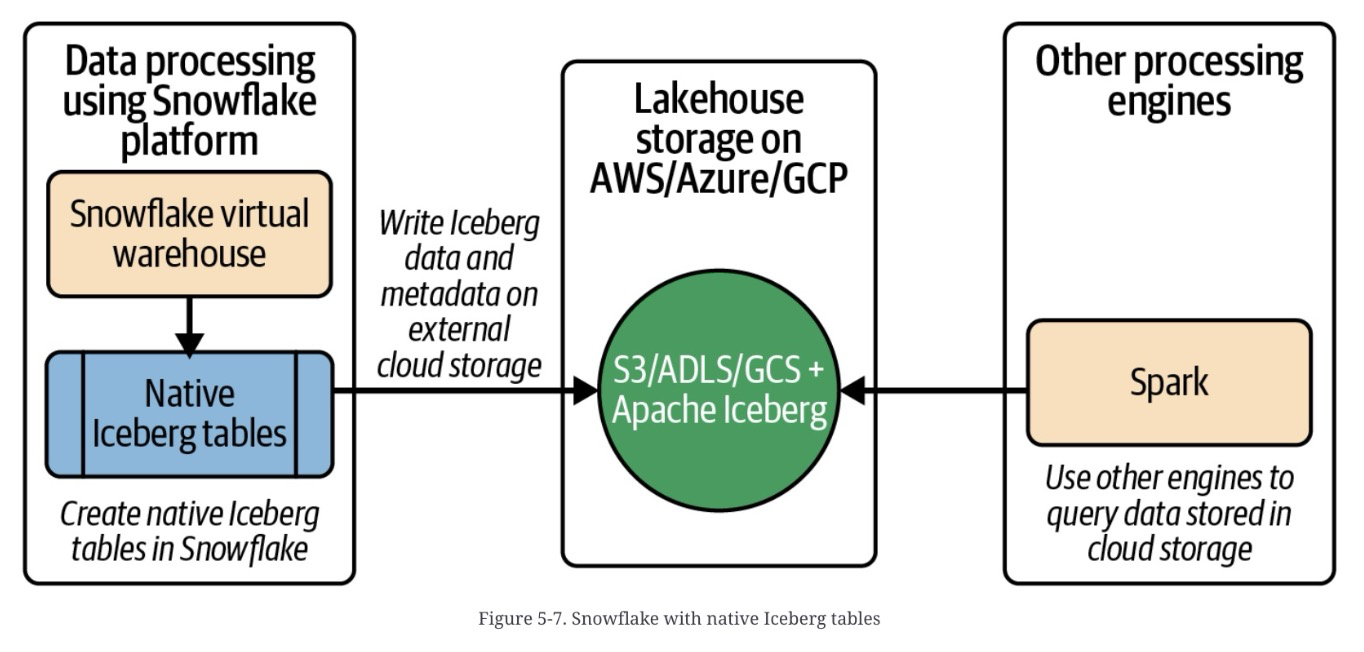 Data processing
using Snowflake
platform
Snowflake virtual
warehouse
Native
Iceberg tables
Create native Iceberg
tables in Snowflake
Write Iceberg
data and
metadata on
external
cloud storage
Lakehouse
storage on
AWS/Azure/GCP
S3/ADLS/GCS +
Apache Iceberg
Other processing
engines
Spark
Use other engines to
query data stored in
cloud storage
Figure 5-7. Snowflake with native Iceberg tables